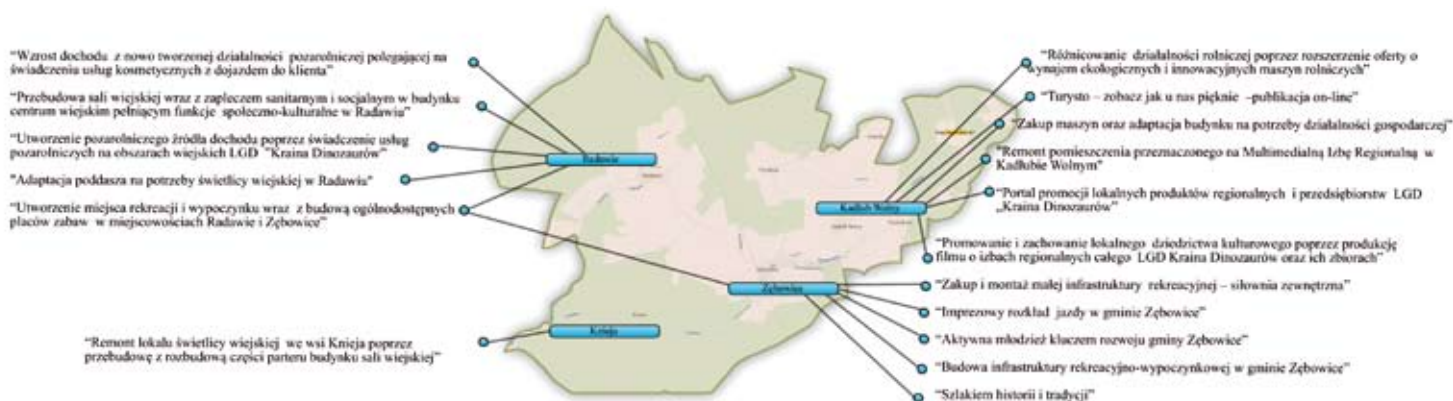 “Wzrost dochodu z nowo tworzonej działalności pozarolniczej polegającej na
świadczenia usług kosmetycznych z dojazdem do klienta”
“Przebudowa sali wiejskiej wraz z zapleczem sanitarnym i socjalnym w budynku
centrum wiejskim pełniącym funkcje społeczno-kulturalne w Radawiu”
“Utworzenie pozarolniczego źródła dochodu poprzez świadczenie usług
pozarolniczych na obszarach wiejskich LGD "Kraina Dinozaurów”
"Adaptacja poddasza na potrzeby świetlicy wiejskiej w Radawiu"
“Utworzenie miejsca rekreacji i wypoczynku wraz z budową ogólnodostępnych
placów zabaw w miejscowościach Radawie i Zębowice”
“Remont lokalu świetlicy wiejskiej we wsi Knieja poprzez
przebudowę z rozbudową części parteru budynku sali wiejskiej”
Radawie
Kadłub Wolny
Zębowice
Knieja
“Różnicowanie działalności rolniczej poprzez rozszerzenie oferty o
wynajem ekologicznych i innowacyjnych maszyn rolniczych”
“Turysto – zobacz jak u nas pięknie –publikacja on-line”
“Zakup maszyn oraz adaptacja budynku na potrzeby działalności gospodarczej”
“Remont pomieszczenia przeznaczonego na Multimedialną Izbę Regionalną w
Kadłubie Wolnym"
“Portal promocji lokalnych produktów regionalnych i przedsiębiorstw LGD
„Kraina Dinozaurów”
“Promowanie i zachowanie lokalnego dziedzictwa kulturowego poprzez produkcję
filmu o izbach regionalnych całego LGD Kraina Dinozaurów oraz ich zbiorach”
“Zakup i montaż małej infrastruktury rekreacyjnej – siłownia zewnętrzna”
“Imprezowy rozkład jazdy w gminie Zębowice”
“Aktywna młodzież kluczem rozwoju gminy Zębowice”
“Budowa infrastruktury rekreacyjno-wypoczynkowej w gminie Zębowice”
“Szlakiem historii i tradycji”